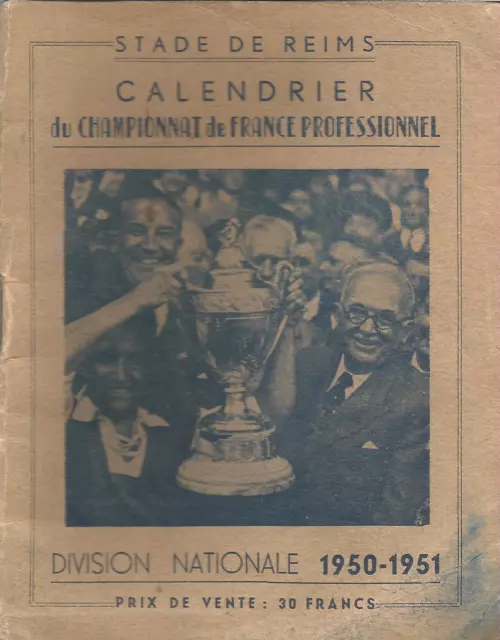 STADE DE REIMS
CALENDRIER
du CHAMPIONNAT de FRANCE PROFESSIONNEL
DIVISION NATIONALE 1950-1951
PRIX DE VENTE : 30 FRANCS